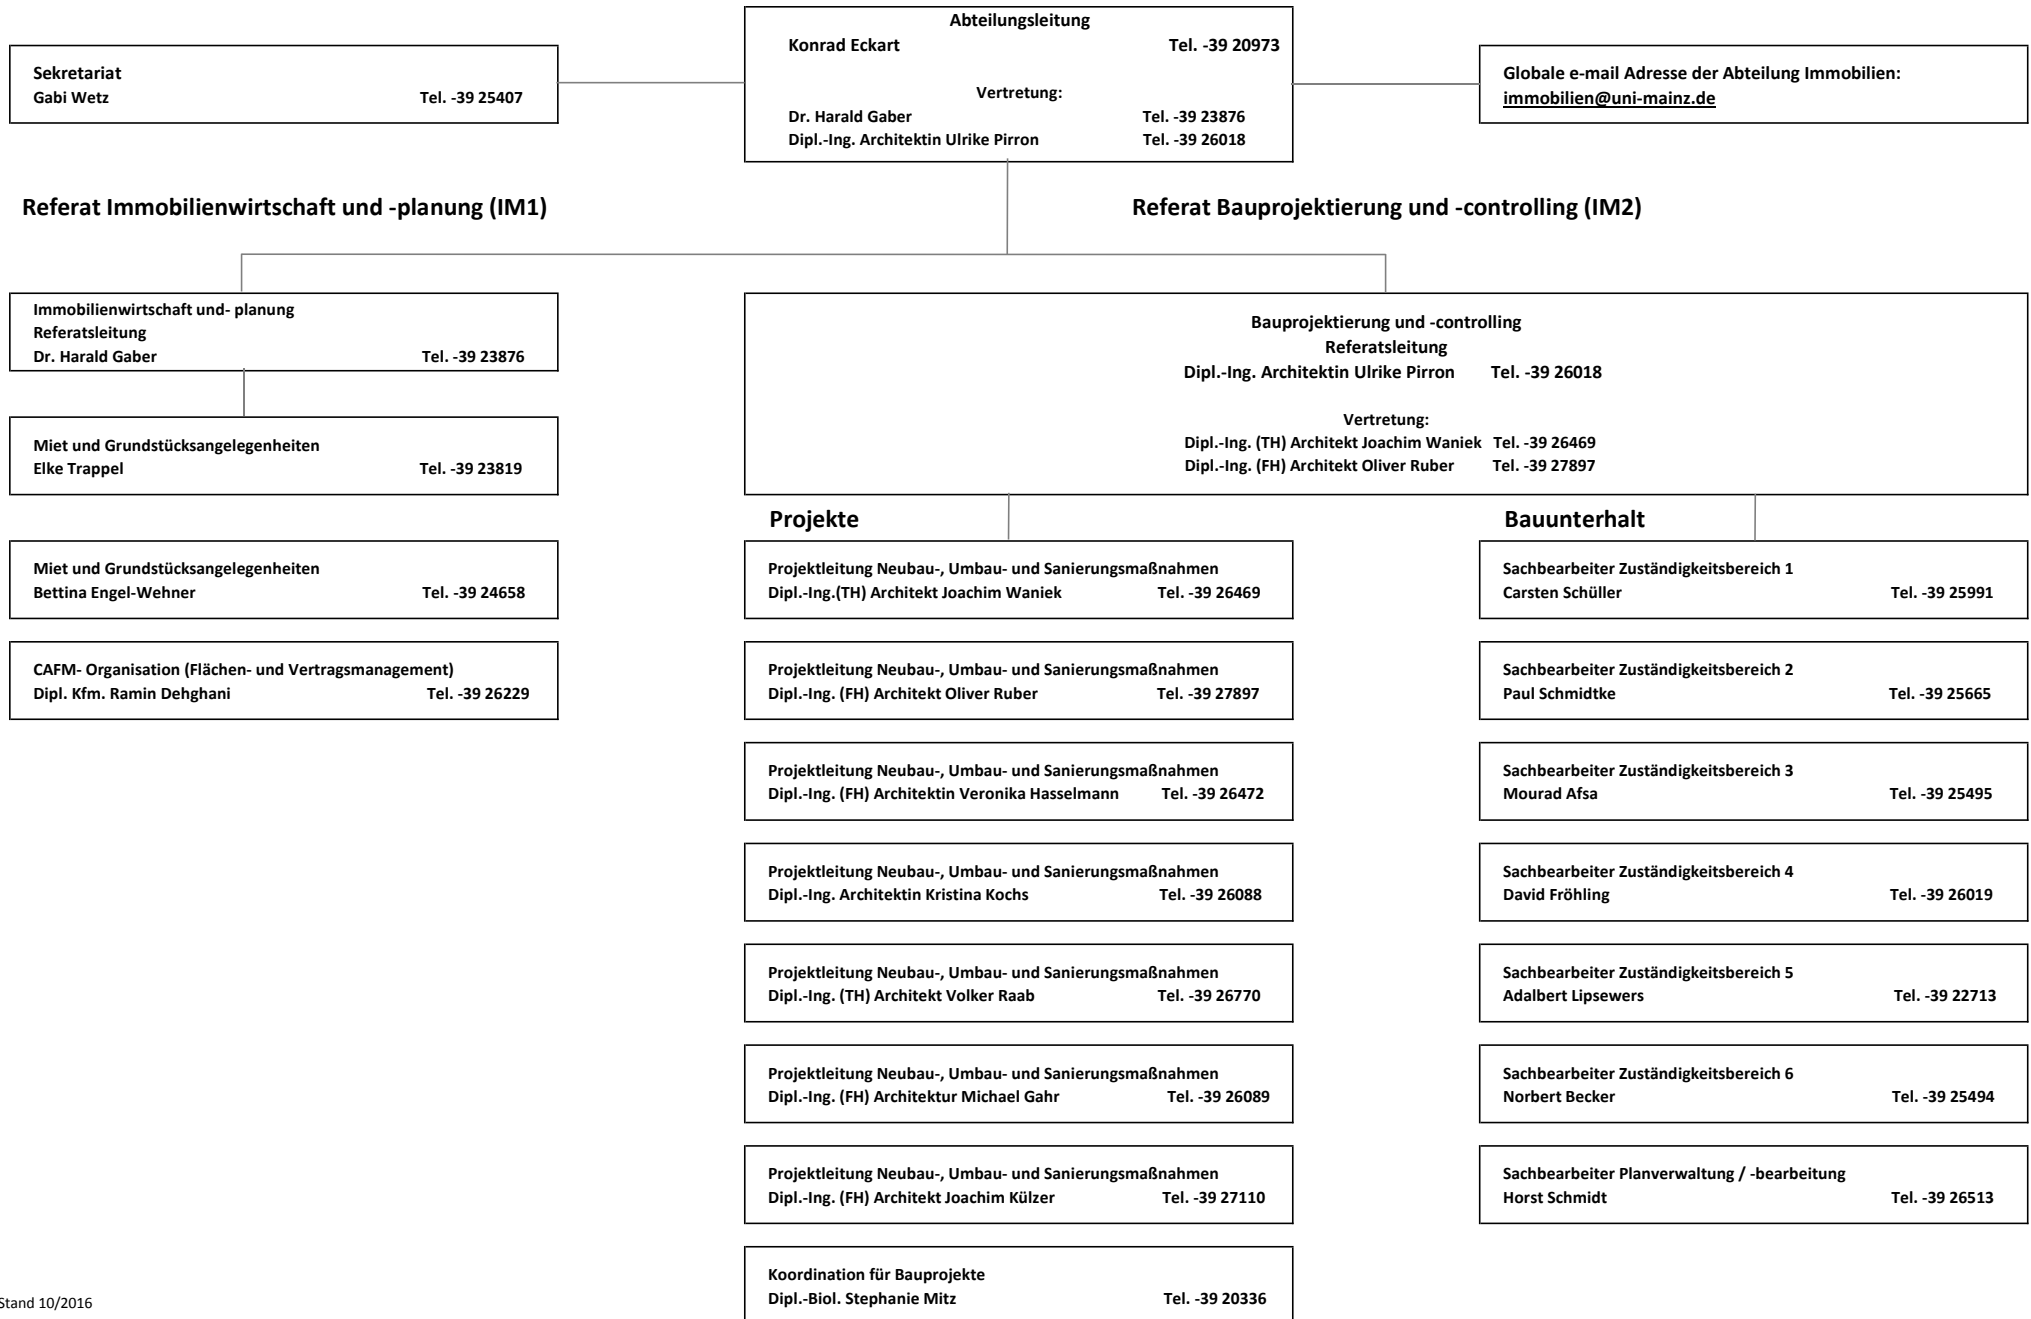 Abteilungsleitung
Konrad Eckart Tel. -39 20973
Vertretung:
Dr. Harald Gaber Tel. -39 23876
Dipl.-Ing. Architektin Ulrike Pirron Tel. -39 26018
Sekretariat
Gabi Wetz Tel. -39 25407
Globale e-mail Adresse der Abteilung Immobilien:
immobilien@uni-mainz.de
Referat Immobilienwirtschaft und -planung (IM1)
Immobilienwirtschaft und- planung
Referatsleitung
Dr. Harald Gaber Tel. -39 23876
Miet und Grundstücksangelegenheiten
Elke Trappel Tel. -39 23819
Miet und Grundstücksangelegenheiten
Bettina Engel-Wehner Tel. -39 24658
CAFM- Organisation (Flächen- und Vertragsmanagement)
Dipl. Kfm. Ramin Dehghani Tel. -39 26229
Referat Bauprojektierung und -controlling (IM2)
Bauprojektierung und -controlling
Referatsleitung
Dipl.-Ing. Architektin Ulrike Pirron Tel. -39 26018
Vertretung:
Dipl.-Ing. (TH) Architekt Joachim Waniek Tel. -39 26469
Dipl.-Ing. (FH) Architekt Oliver Ruber Tel. -39 27897
Projekte
Projektleitung Neubau-, Umbau- und Sanierungsmaßnahmen
Dipl.-Ing.(TH) Architekt Joachim Waniek Tel. -39 26469
Projektleitung Neubau-, Umbau- und Sanierungsmaßnahmen
Dipl.-Ing. (FH) Architekt Oliver Ruber Tel. -39 27897
Projektleitung Neubau-, Umbau- und Sanierungsmaßnahmen
Dipl.-Ing. (FH) Architektin Veronika Hasselmann Tel. -39 26472
Projektleitung Neubau-, Umbau- und Sanierungsmaßnahmen
Dipl.-Ing. Architektin Kristina Kochs Tel. -39 26088
Projektleitung Neubau-, Umbau- und Sanierungsmaßnahmen
Dipl.-Ing. (TH) Architekt Volker Raab Tel. -39 26770
Projektleitung Neubau-, Umbau- und Sanierungsmaßnahmen
Dipl.-Ing. (FH) Architektur Michael Gahr Tel. -39 26089
Projektleitung Neubau-, Umbau- und Sanierungsmaßnahmen
Dipl.-Ing. (FH) Architekt Joachim Külzer Tel. -39 27110
Koordination für Bauprojekte
Dipl.-Biol. Stephanie Mitz Tel. -39 20336
Bauunterhalt
Sachbearbeiter Zuständigkeitsbereich 1
Carsten Schüller Tel. -39 25991
Sachbearbeiter Zuständigkeitsbereich 2
Paul Schmidtke Tel. -39 25665
Sachbearbeiter Zuständigkeitsbereich 3
Mourad Afsa Tel. -39 25495
Sachbearbeiter Zuständigkeitsbereich 4
David Fröhling Tel. -39 26019
Sachbearbeiter Zuständigkeitsbereich 5
Adalbert Lipsewers Tel. -39 22713
Sachbearbeiter Zuständigkeitsbereich 6
Norbert Becker Tel. -39 25494
Sachbearbeiter Planverwaltung / -bearbeitung
Horst Schmidt Tel. -39 26513
Stand 10/2016